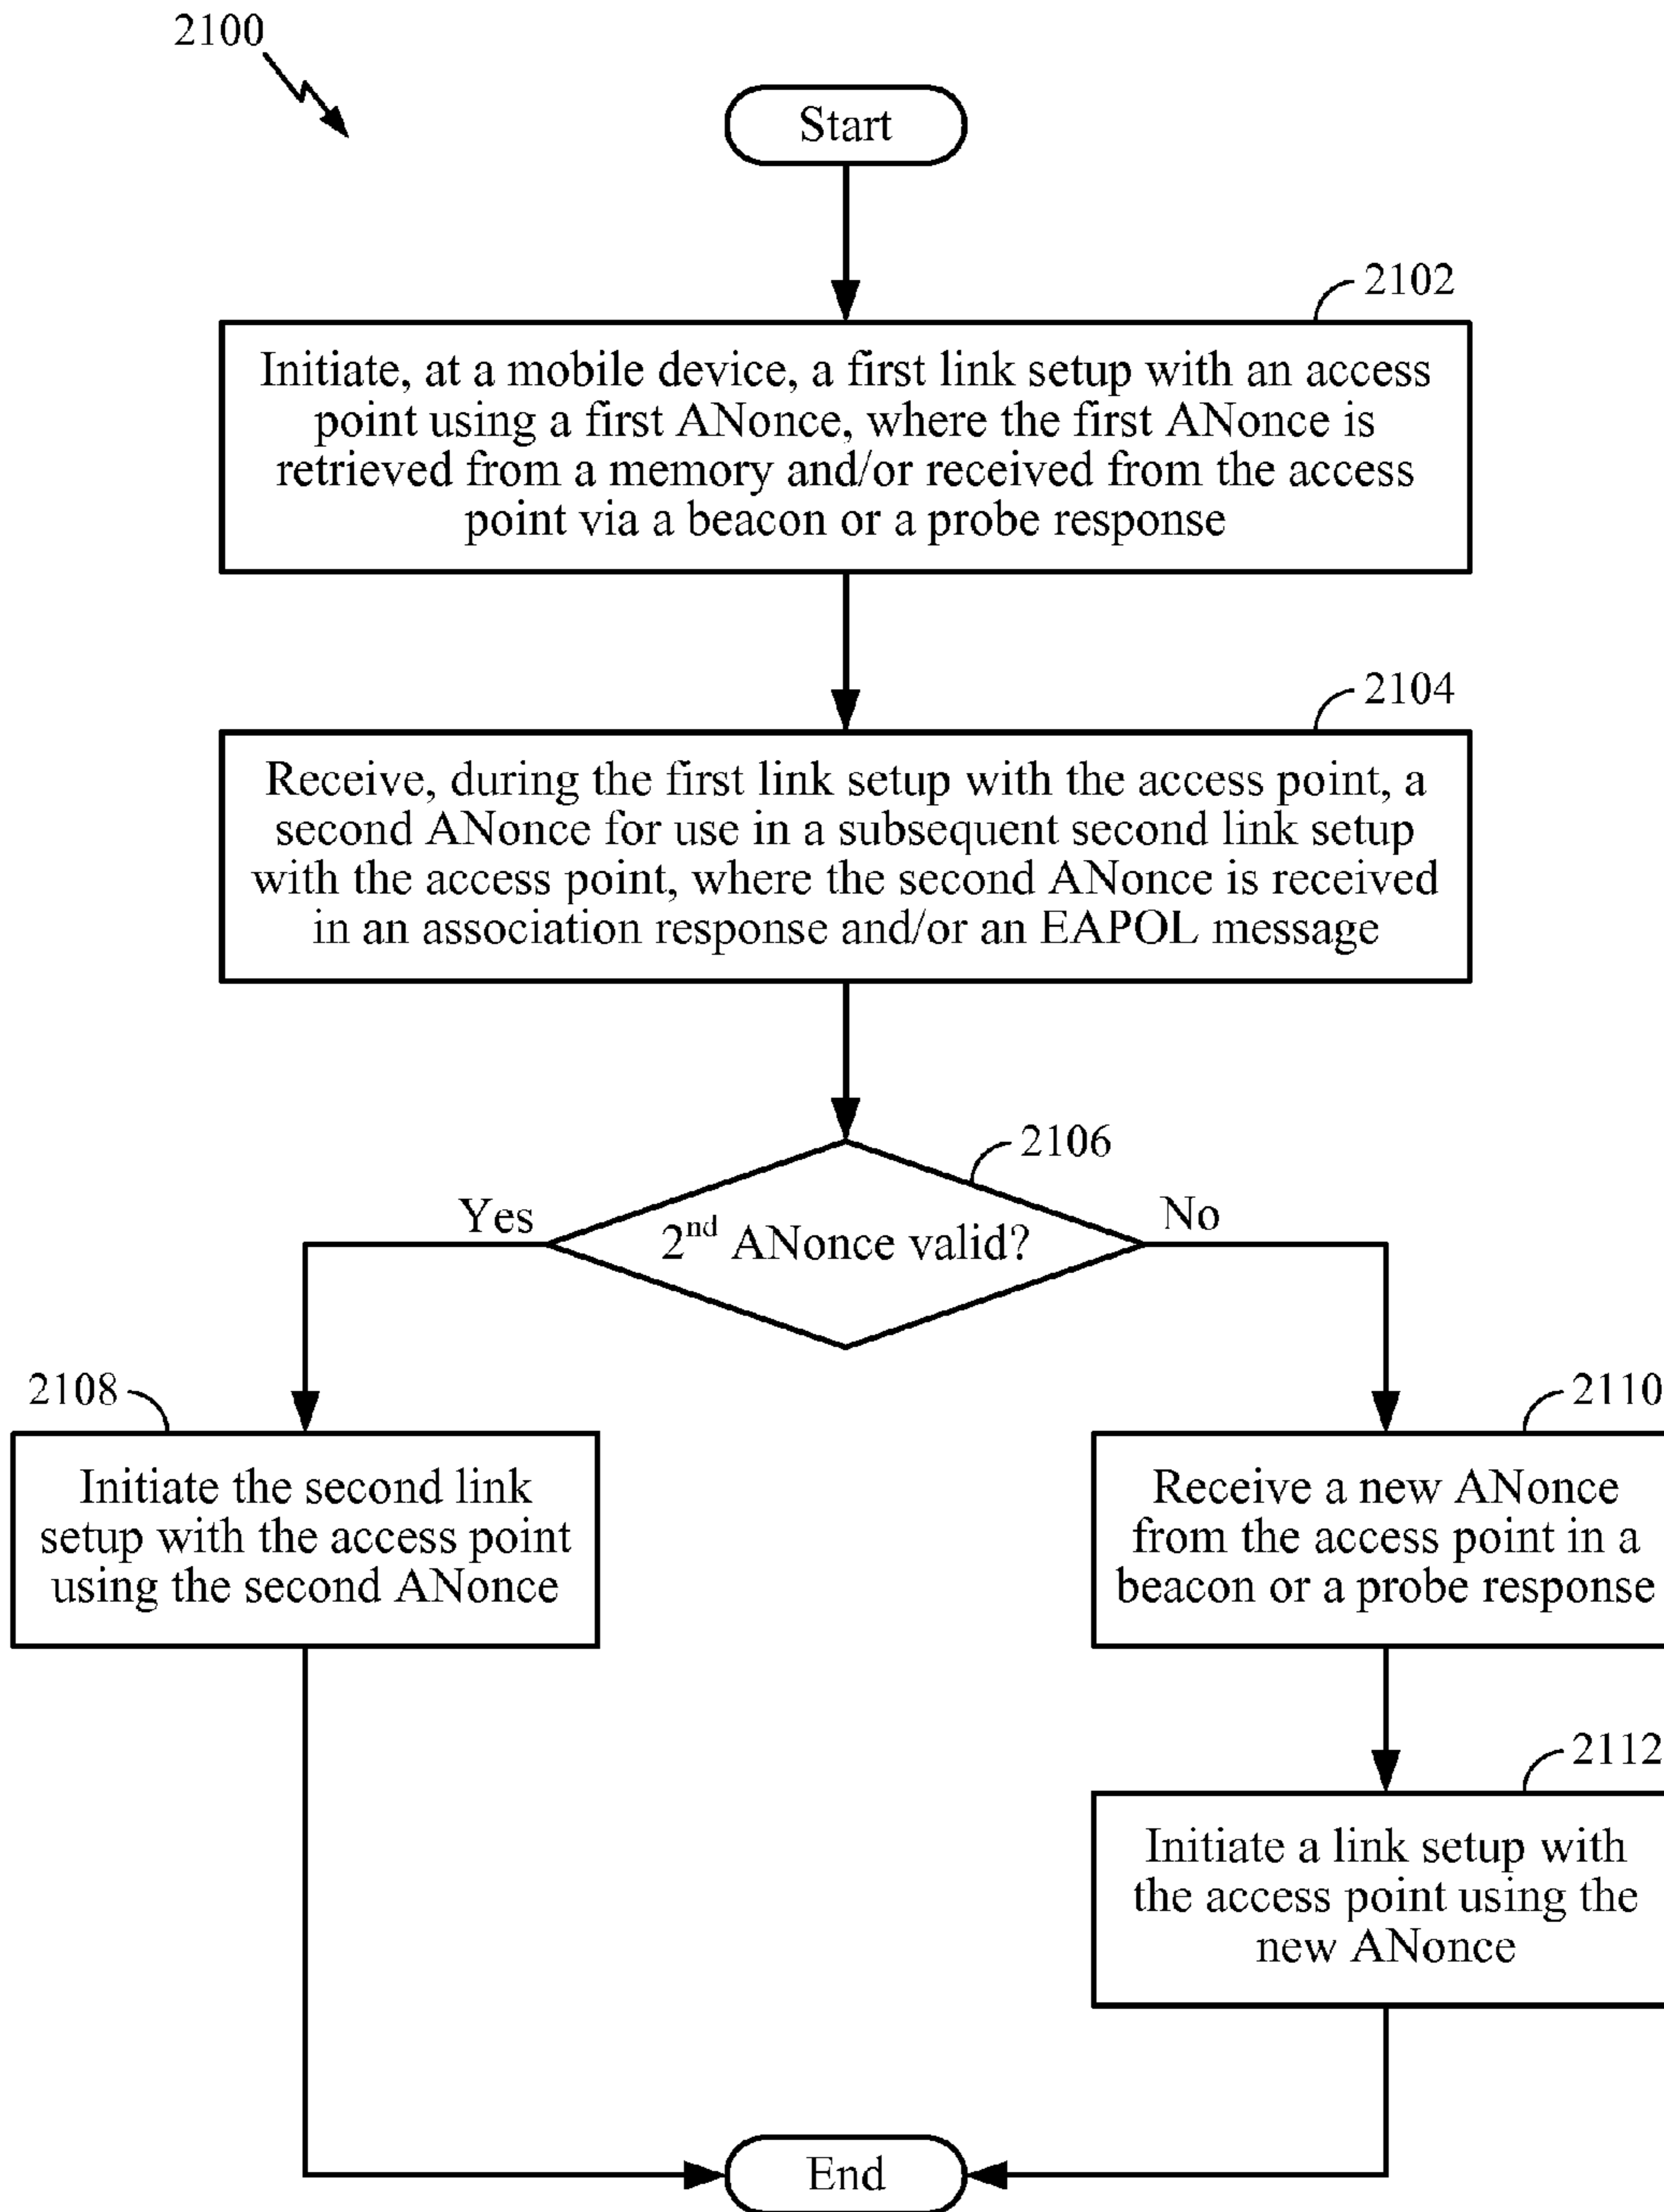 2100
Start
2102
Initiate, at a mobile device, a first link setup with an access
point using a first ANonce, where the first ANonce is
retrieved from a memory and/or received from the access
point via a beacon or a probe response
2104
Receive, during the first link setup with the access point, a
second ANonce for use in a subsequent second link setup
with the access point, where the second ANonce is received
in an association response and/or an EAPOL message
2106
Yes
2nd ANonce valid?
No
2108
Initiate the second link
setup with the access point
using the second ANonce
2110
Receive a new ANonce
from the access point in a
beacon or a probe response
2112
Initiate a link setup with
the access point using the
new ANonce
End